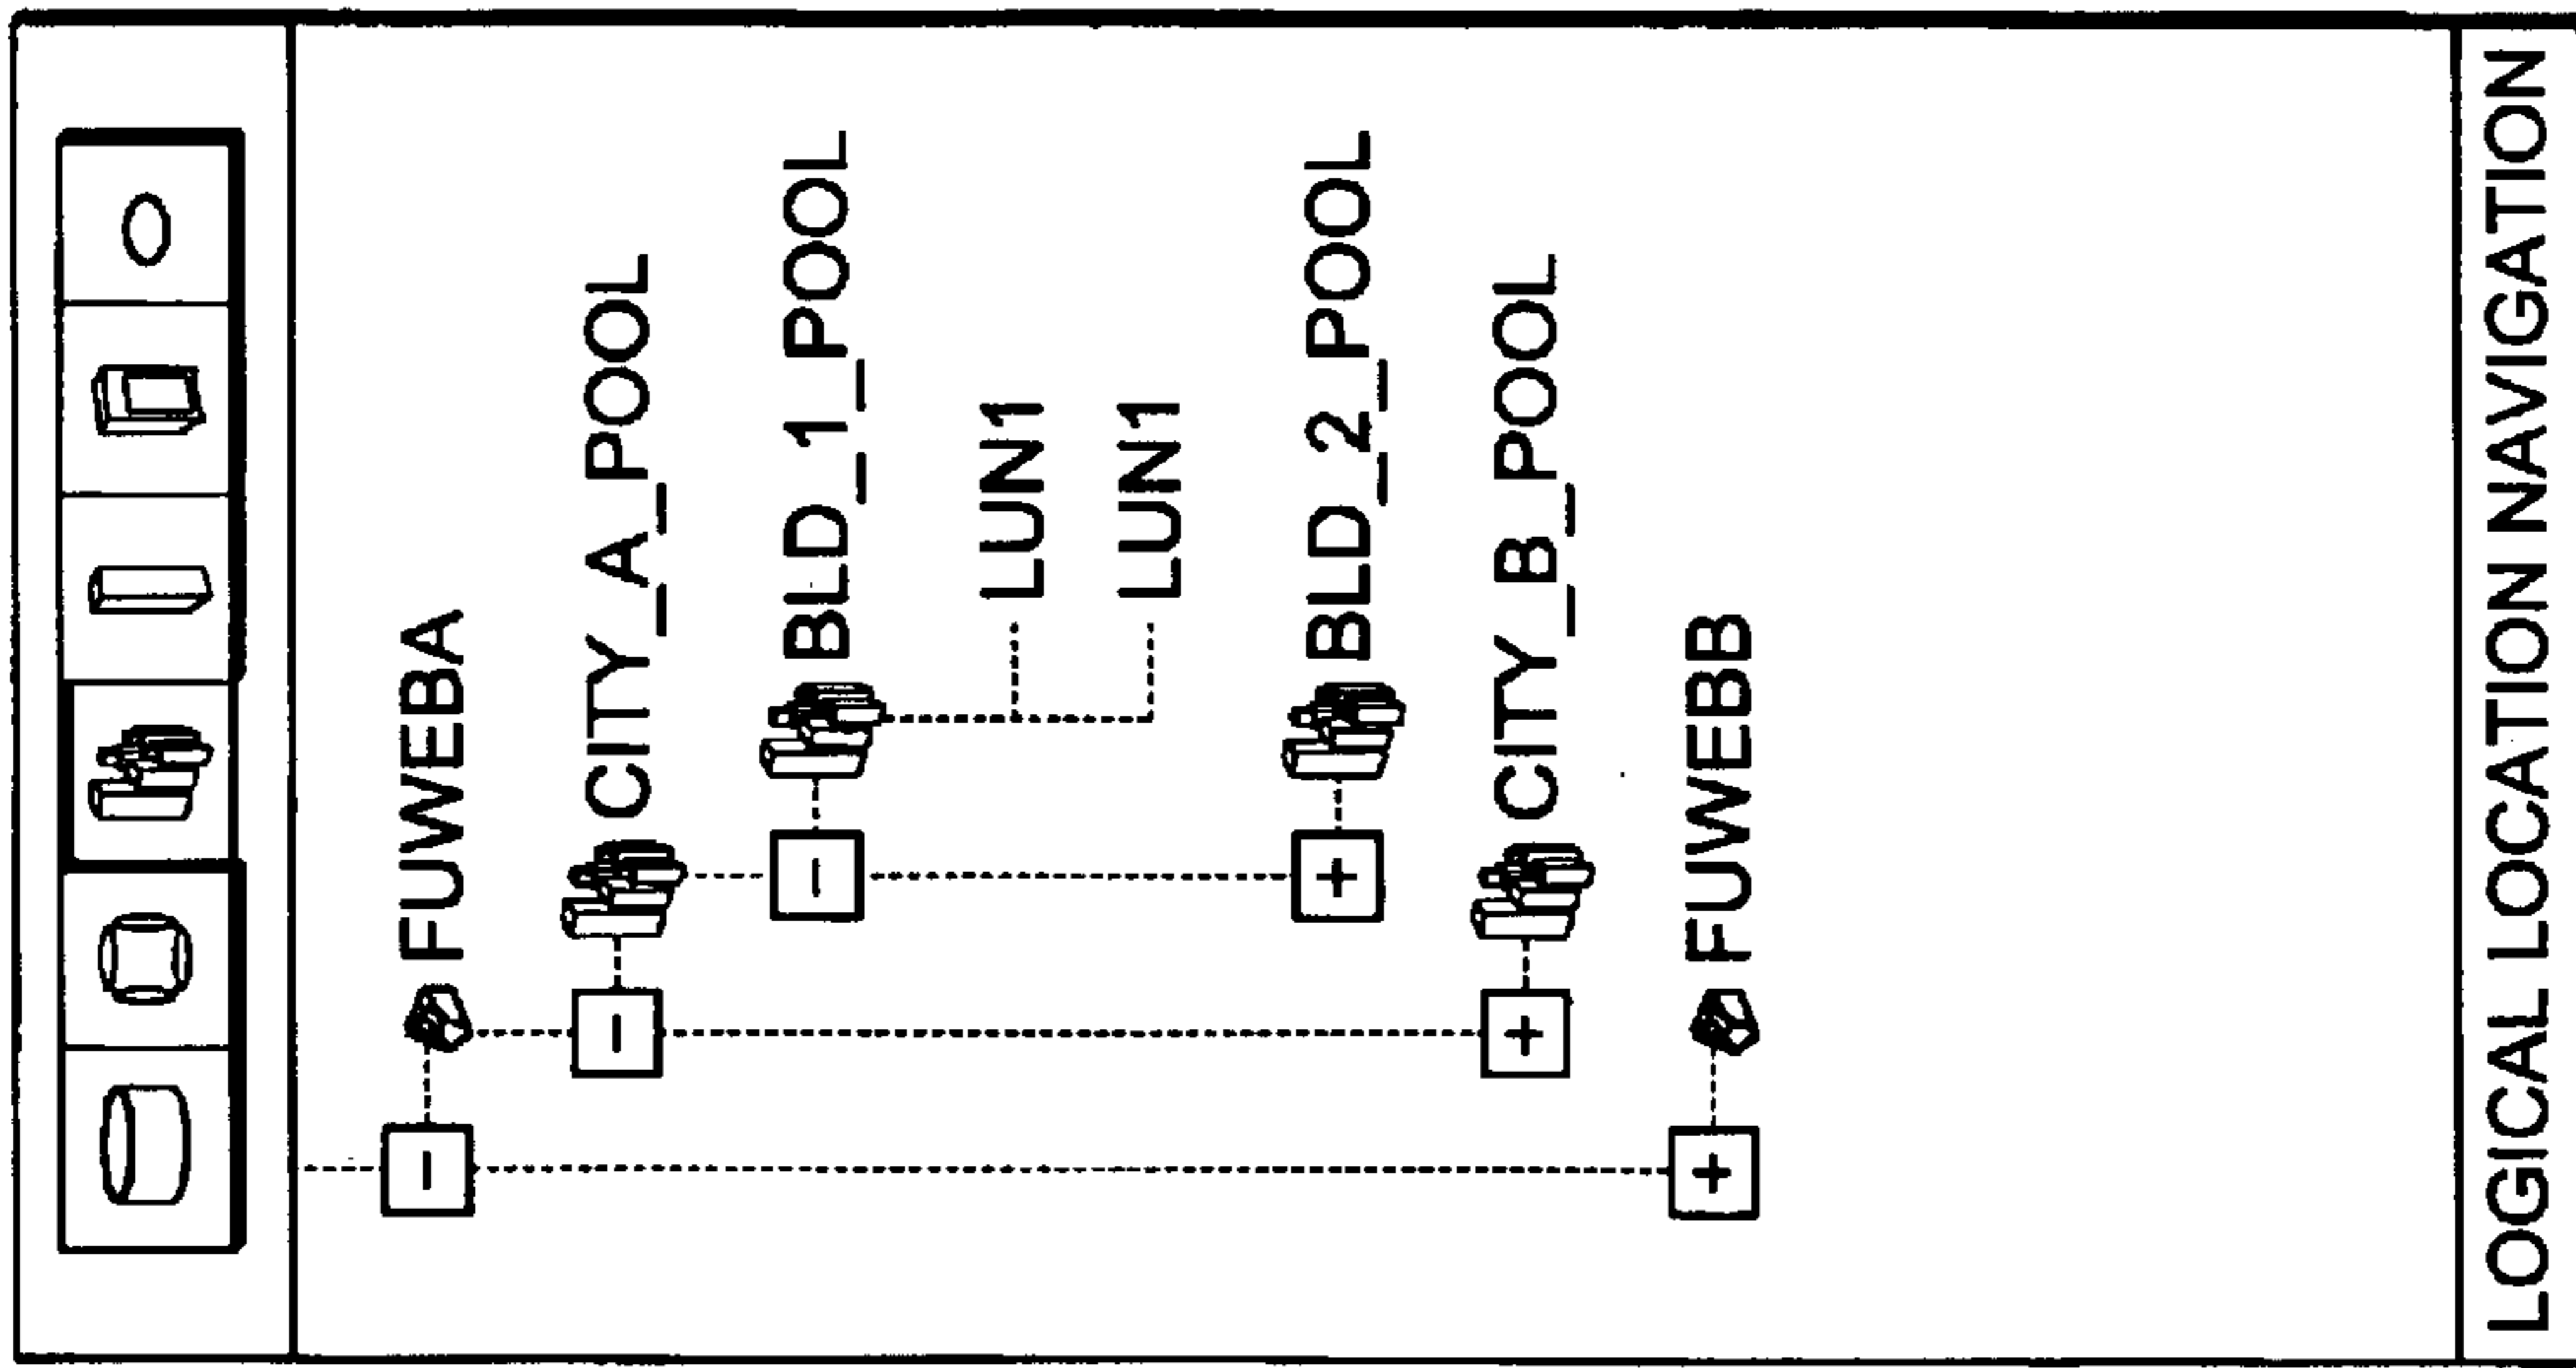 FUWEBA
CITY_A_POOL
BLD_1_POOL
LUN1
LUN1
BLD_2_POOL
CITY_B_POOL
FUWEBB
LOGICAL LOCATION NAVIGATION